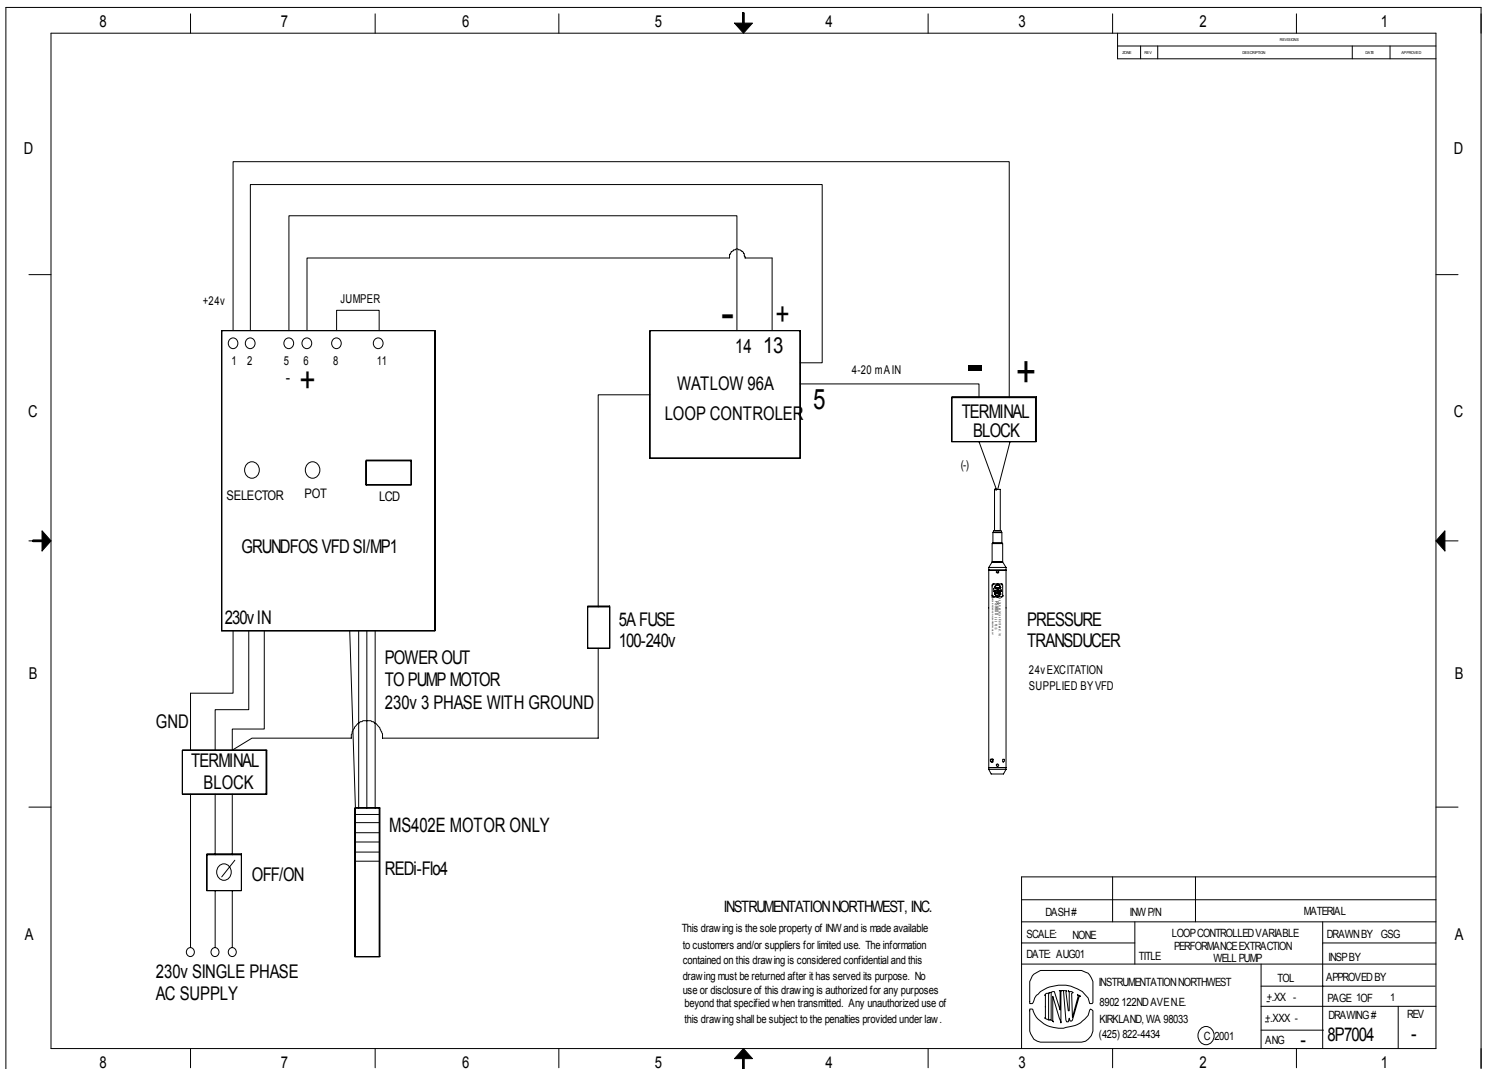 8 7 6 5 4 3 2 1
REVISIONS
ZONE REV DESCRIPTION DATE APPROVED
D D
+24v
JUMPER
- +
1 2 5 6 8 11
- +
14 13
WATLOW 96A
LOOP CONTROLER
5
4-20 mA IN
- +
TERMINAL
BLOCK
(-)
C C
SELECTOR POT LCD
GRUNDFOS VFD SI/MP1
230v IN
5A FUSE
100-240v
PRESSURE
TRANSDUCER
24v EXCITATION
SUPPLIED BY VFD
POWER OUT
TO PUMP MOTOR
230v 3 PHASE WITH GROUND
B B
GND
TERMINAL
BLOCK
MS402E MOTOR ONLY
REDi-Flo4
OFF/ON
230v SINGLE PHASE
AC SUPPLY
A A
INSTRUMENTATION NORTHWEST, INC.
This drawing is the sole property of INW and is made available
to customers and/or suppliers for limited use. The information
contained on this drawing is considered confidential and this
drawing must be returned after it has served its purpose. No
use or disclosure of this drawing is authorized for any purposes
beyond that specified when transmitted. Any unauthorized use of
this drawing shall be subject to the penalties provided under law.
DASH # INW P/N MATERIAL
SCALE: NONE
DATE: AUG01
TITLE
LOOP CONTROLLED VARIABLE
PERFORMANCE EXTRACTION
WELL PUMP
DRAWN BY GSG
INSP BY
INW
INSTRUMENTATION NORTHWEST
8902 122ND AVE N.E.
KIRKLAND, WA 98033
(425) 822-4434
C 2001
TOL
±.XX -
±.XXX -
ANG -
APPROVED BY
PAGE 1OF 1
DRAWING #
8P7004
REV
-
8 7 6 5 4 3 2 1